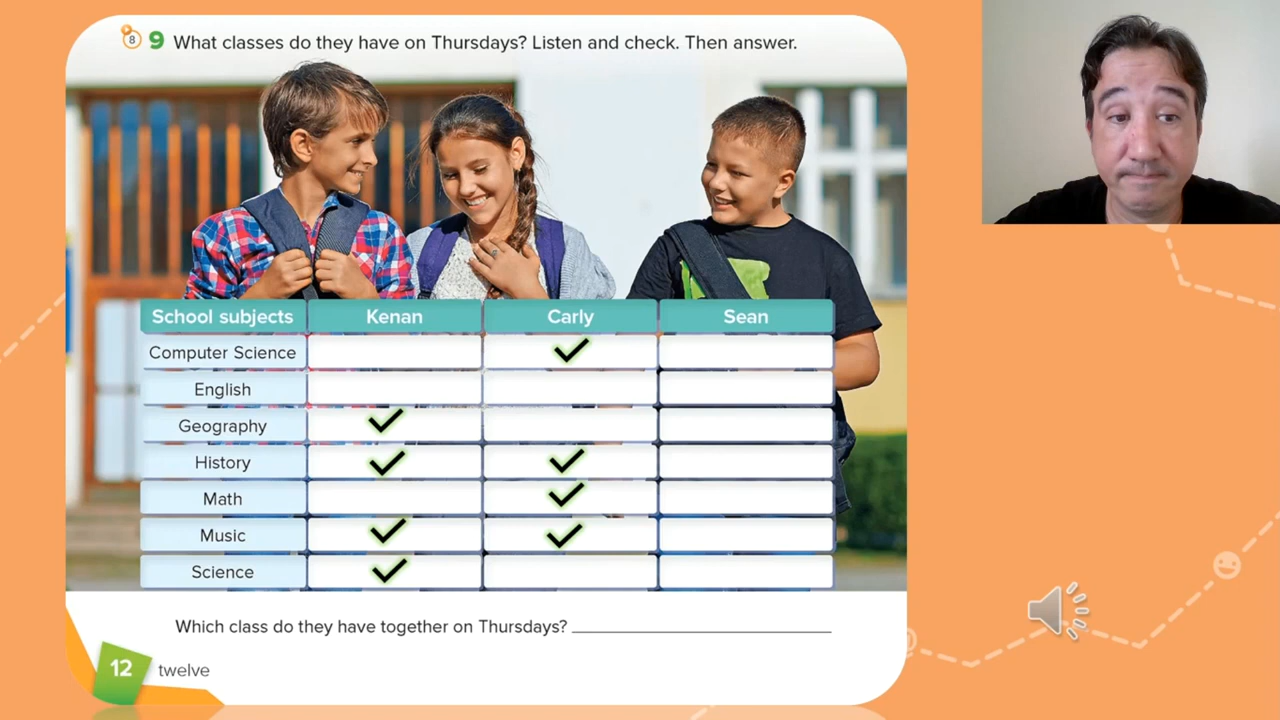 8 9 What classes do they have on Thursdays? Listen and check. Then answer.
School subjects Kenan Carly Sean
Computer Science ✓
English
Geography ✓
History ✓ ✓
Math ✓
Music ✓ ✓
Science ✓
Which class do they have together on Thursdays? ____________________
12 twelve